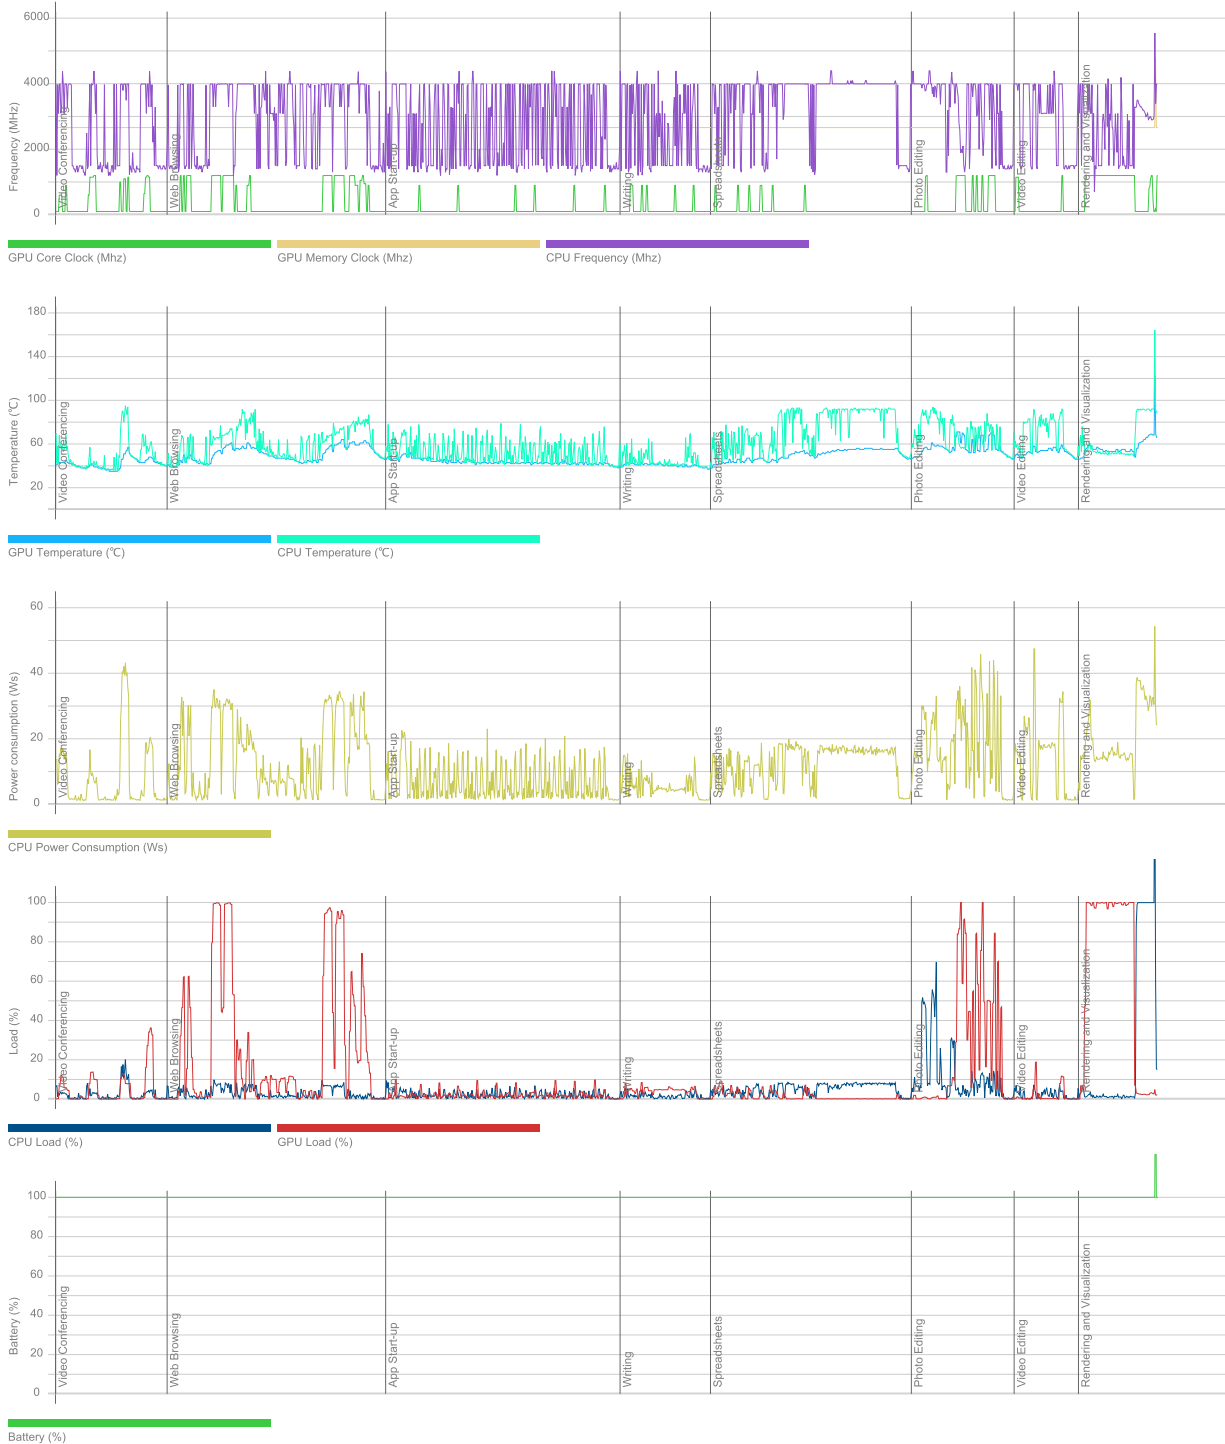 Frequency (MHz)
6000
4000
2000
0
Video Conferencing
Web Browsing
App Start-up
Writing
Spreadsheets
Photo Editing
Video Editing
Rendering and Visualization
GPU Core Clock (Mhz)
GPU Memory Clock (Mhz)
CPU Frequency (Mhz)
Temperature (℃)
180
140
100
60
20
Video Conferencing
Web Browsing
App Start-up
Writing
Spreadsheets
Photo Editing
Video Editing
Rendering and Visualization
GPU Temperature (℃)
CPU Temperature (℃)
Power consumption (Ws)
60
40
20
0
Video Conferencing
Web Browsing
App Start-up
Writing
Spreadsheets
Photo Editing
Video Editing
Rendering and Visualization
CPU Power Consumption (Ws)
Load (%)
100
80
60
40
20
0
Video Conferencing
Web Browsing
App Start-up
Writing
Spreadsheets
Photo Editing
Video Editing
Rendering and Visualization
CPU Load (%)
GPU Load (%)
Battery (%)
100
80
60
40
20
0
Video Conferencing
Web Browsing
App Start-up
Writing
Spreadsheets
Photo Editing
Video Editing
Rendering and Visualization
Battery (%)